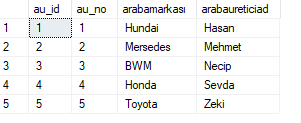 au_id au_no arabamarkası arabaureticiad
1 1 1 Hundai Hasan
2 2 2 Mersedes Mehmet
3 3 3 BWM Necip
4 4 4 Honda Sevda
5 5 5 Toyota Zeki